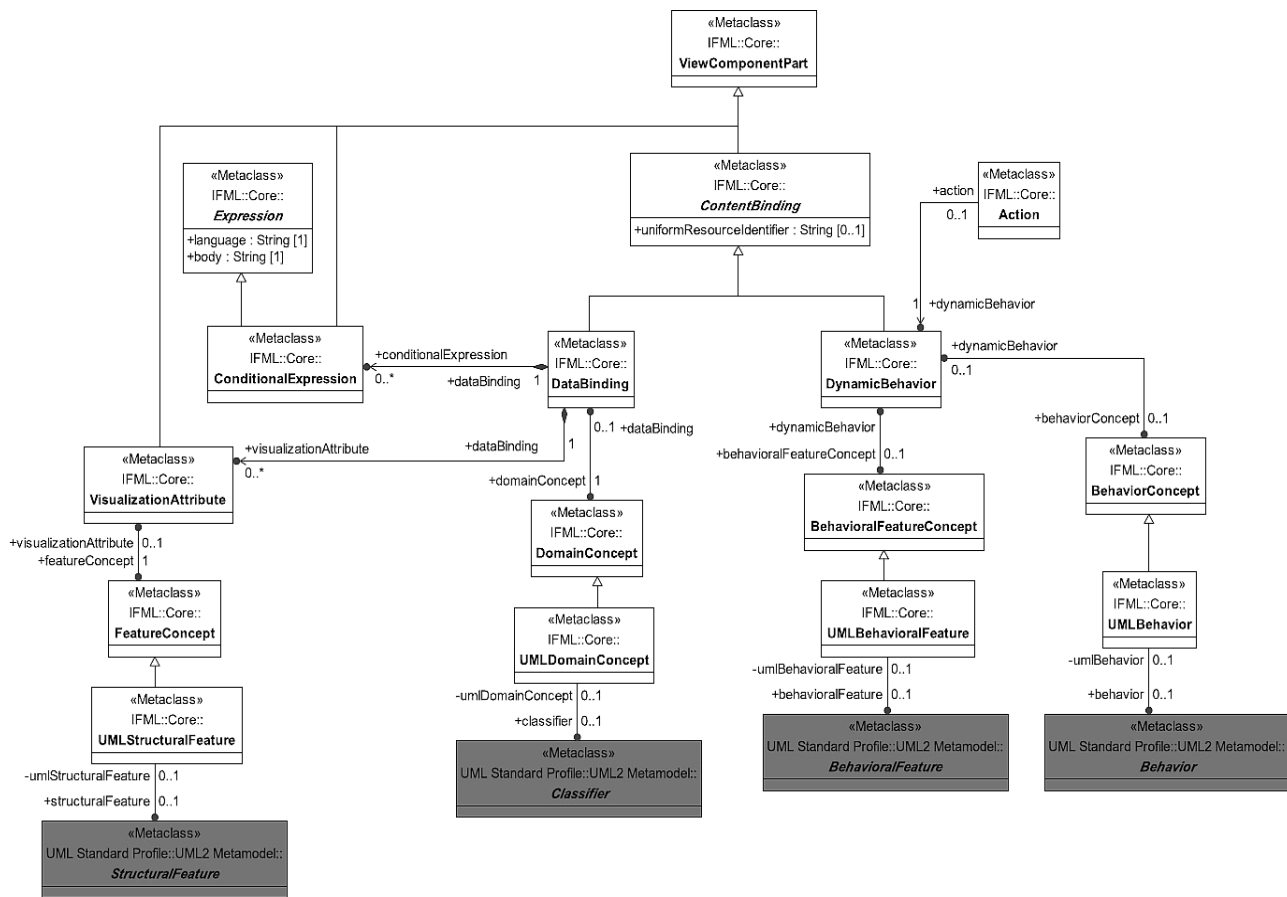 «Metaclass»
IFML::Core::
ViewComponentPart
«Metaclass»
IFML::Core::
Expression
+language : String [1]
+body : String [1]
«Metaclass»
IFML::Core::
ContentBinding
+uniformResourceIdentifier : String [0..1]
«Metaclass»
IFML::Core::
Action
+action
0..1
1
+dynamicBehavior
«Metaclass»
IFML::Core::
ConditionalExpression
+conditionalExpression
0..*
+dataBinding
1
«Metaclass»
IFML::Core::
DataBinding
«Metaclass»
IFML::Core::
DynamicBehavior
+dynamicBehavior
0..1
+behaviorConcept
0..1
+visualizationAttribute
0..*
+dataBinding
1
0..1
+dataBinding
+domainConcept
1
+dynamicBehavior
+behavioralFeatureConcept
0..1
«Metaclass»
IFML::Core::
VisualizationAttribute
«Metaclass»
IFML::Core::
DomainConcept
«Metaclass»
IFML::Core::
BehavioralFeatureConcept
«Metaclass»
IFML::Core::
BehaviorConcept
+visualizationAttribute
0..1
+featureConcept
1
«Metaclass»
IFML::Core::
FeatureConcept
«Metaclass»
IFML::Core::
UMLDomainConcept
«Metaclass»
IFML::Core::
UMLBehavioralFeature
«Metaclass»
IFML::Core::
UMLBehavior
«Metaclass»
IFML::Core::
UMLStructuralFeature
-umlDomainConcept
0..1
+classifier
0..1
-umlBehavioralFeature
0..1
+behavioralFeature
0..1
-umlBehavior
0..1
+behavior
0..1
-umlStructuralFeature
0..1
+structuralFeature
0..1
«Metaclass»
UML Standard Profile::UML2 Metamodel::
StructuralFeature
«Metaclass»
UML Standard Profile::UML2 Metamodel::
Classifier
«Metaclass»
UML Standard Profile::UML2 Metamodel::
BehavioralFeature
«Metaclass»
UML Standard Profile::UML2 Metamodel::
Behavior